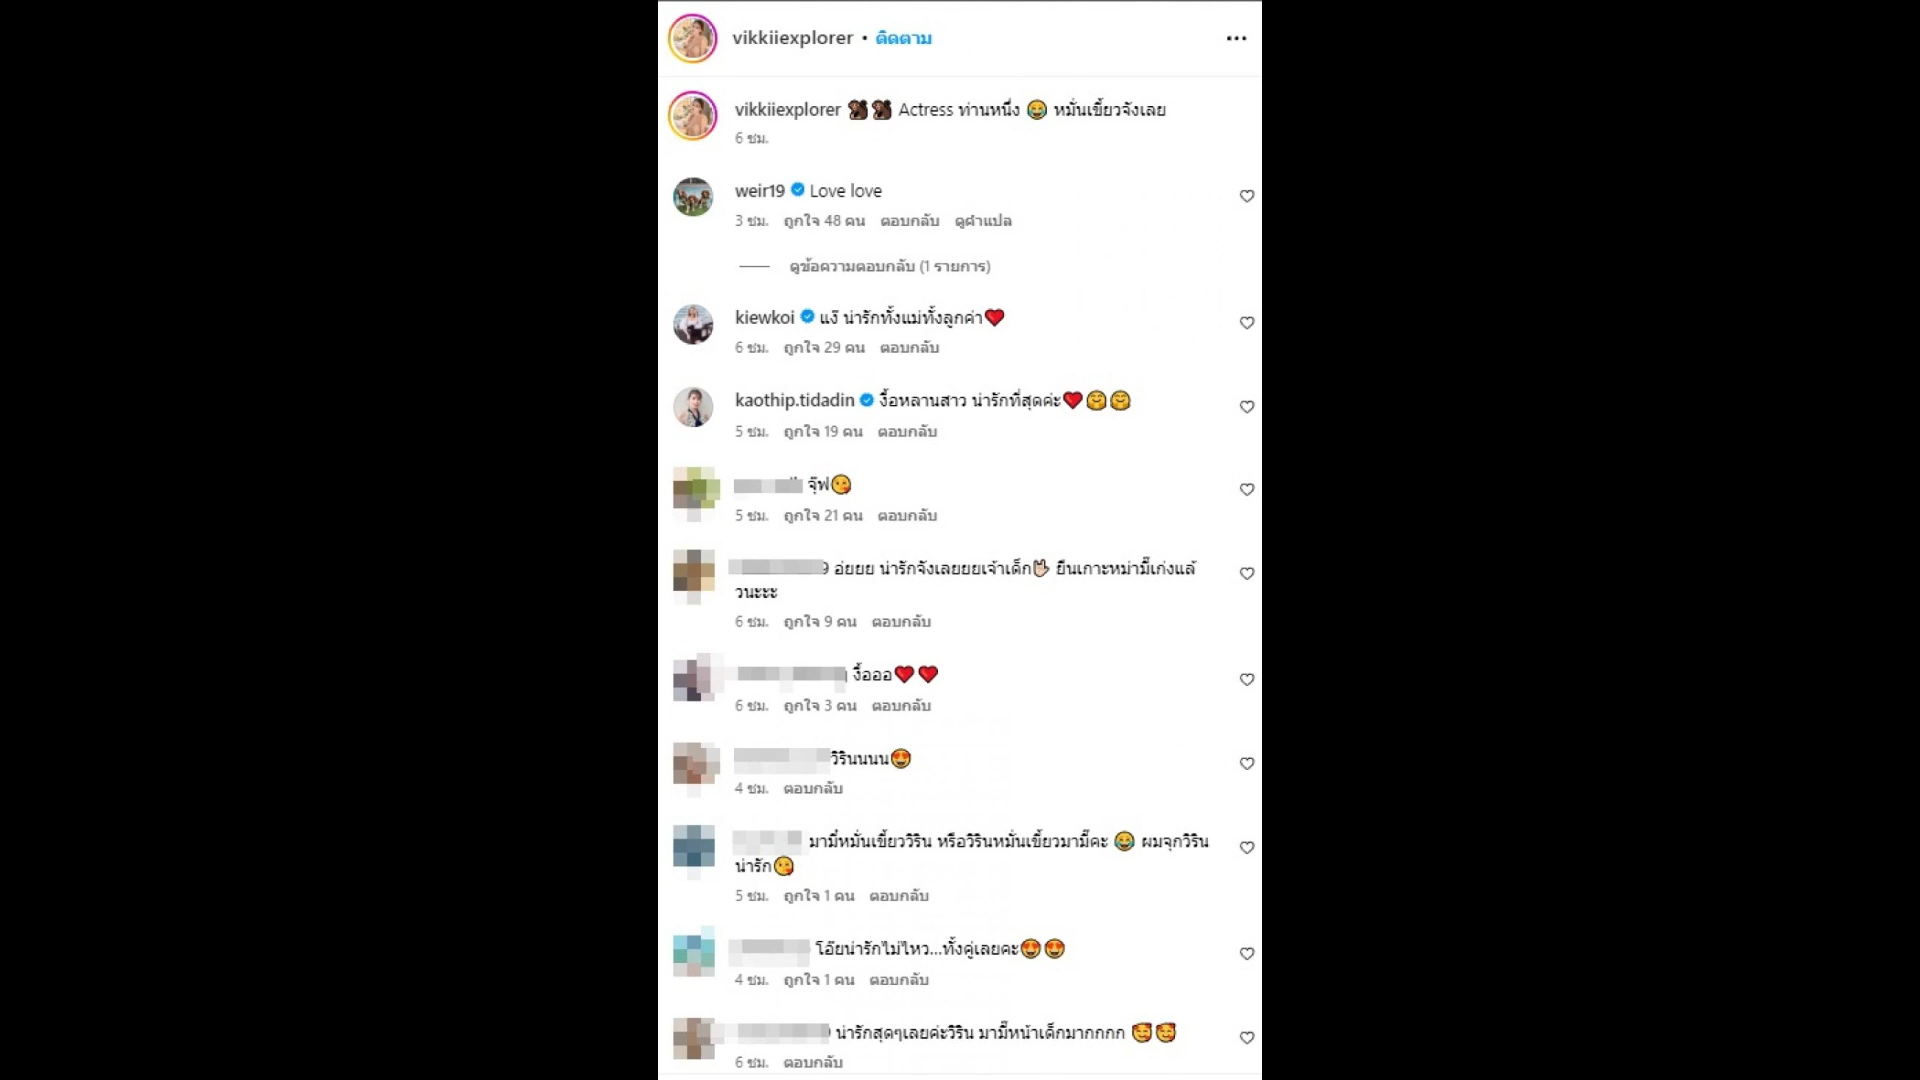 vikkiiexplorer • ติดตาม
vikkiiexplorer 🐿️🐿️ Actress ท่านหนึ่ง 😂 หมั่นเขี้ยวจังเลย
6 ชม.
weir19 Love love
3 ชม. ถูกใจ 48 คน ตอบกลับ ดูคำแปล
ดูข้อความตอบกลับ (1 รายการ)
kiewkoi แง๊ น่ารักทั้งแม่ทั้งลูกค่า❤️
6 ชม. ถูกใจ 29 คน ตอบกลับ
kaothip.tidadin งื้อหลานสาว น่ารักที่สุดค่ะ❤️🤗🤗
5 ชม. ถูกใจ 19 คน ตอบกลับ
จุ๊ฟ😘
5 ชม. ถูกใจ 21 คน ตอบกลับ
9 อ่ยยย น่ารักจังเลยยยเจ้าเด็ก🤟🏻 ยืนเกาะหม่ามี๊เก่งแล้
วนะะะ
6 ชม. ถูกใจ 9 คน ตอบกลับ
งื้อออ❤️❤️
6 ชม. ถูกใจ 3 คน ตอบกลับ
วิรินนนน😍
4 ชม. ตอบกลับ
มามี๊หมั่นเขี้ยววิริน หรือวิรินหมั่นเขี้ยวมามี๊คะ 😂 ผมจุกวิริน
น่ารัก😘
5 ชม. ถูกใจ 1 คน ตอบกลับ
โอ๊ยน่ารักไม่ไหว...ทั้งคู่เลยคะ😍😍
4 ชม. ถูกใจ 1 คน ตอบกลับ
น่ารักสุดๆเลยค่ะวิริน มามี๊หน้าเด็กมากกกก 🥰🥰
6 ชม. ตอบกลับ